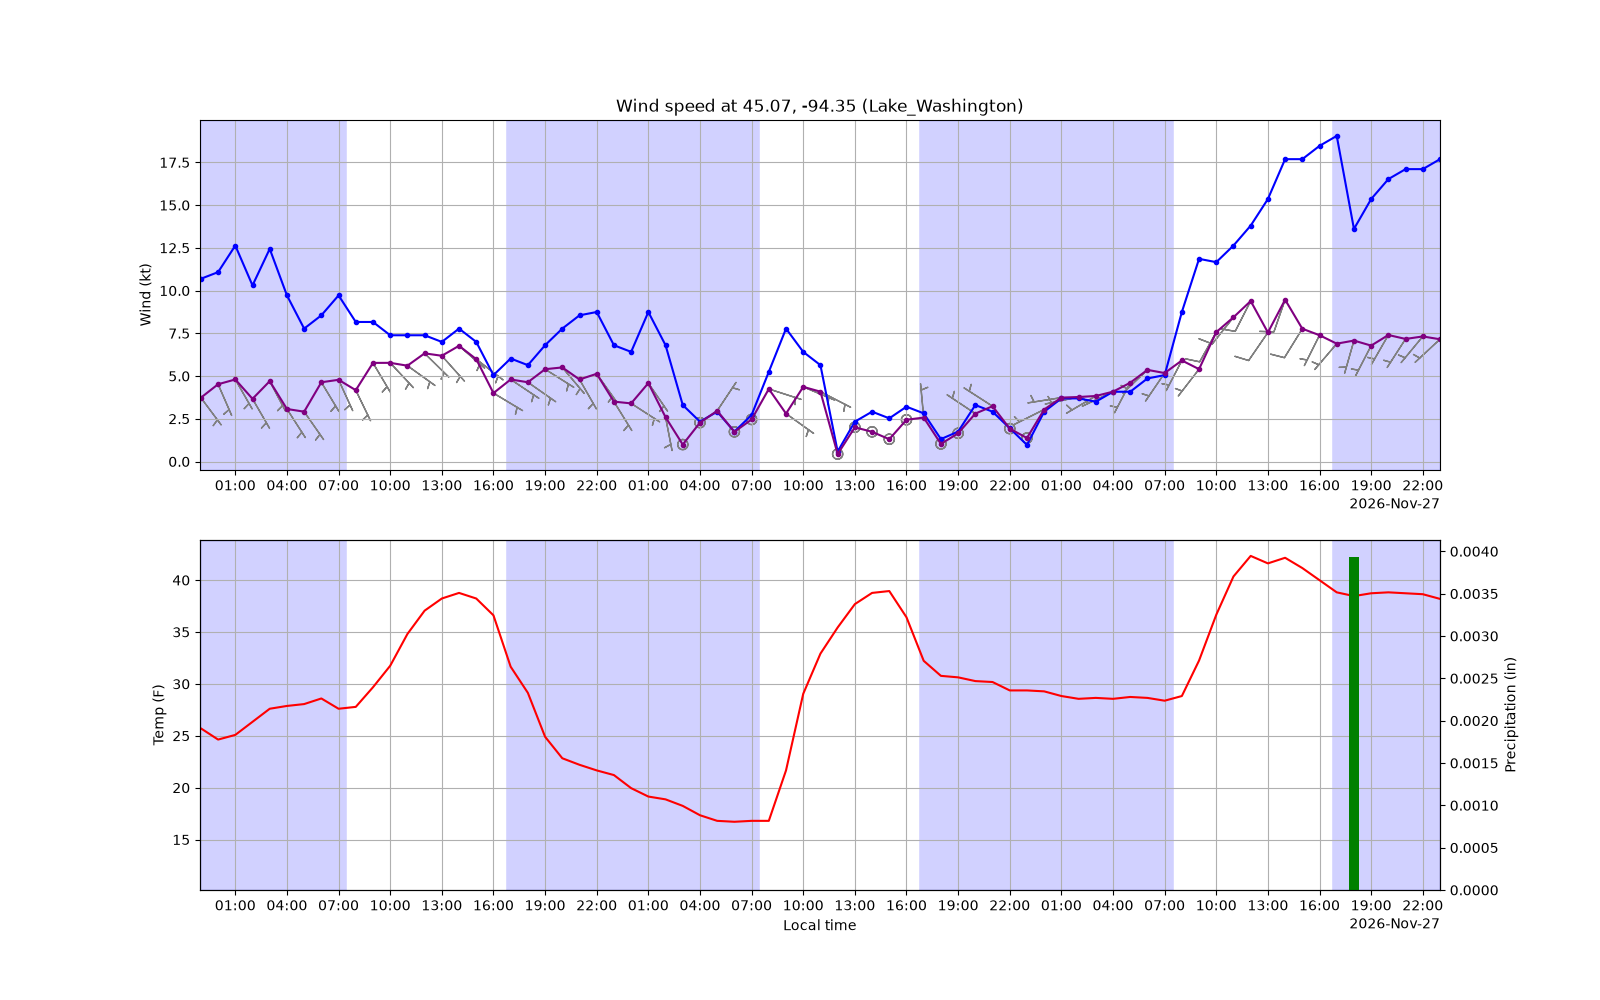 Wind speed at 45.07, -94.35 (Lake_Washington)
Wind (kt)
17.5
15.0
12.5
10.0
7.5
5.0
2.5
0.0
01:00 04:00 07:00 10:00 13:00 16:00 19:00 22:00 01:00 04:00 07:00 10:00 13:00 16:00 19:00 22:00 01:00 04:00 07:00 10:00 13:00 16:00 19:00 22:00
2026-Nov-27
Temp (F)
40
35
30
25
20
15
0.0040
0.0035
0.0030
0.0025
0.0020
0.0015
0.0010
0.0005
0.0000
Precipitation (in)
01:00 04:00 07:00 10:00 13:00 16:00 19:00 22:00 01:00 04:00 07:00 10:00 13:00 16:00 19:00 22:00 01:00 04:00 07:00 10:00 13:00 16:00 19:00 22:00
Local time
2026-Nov-27